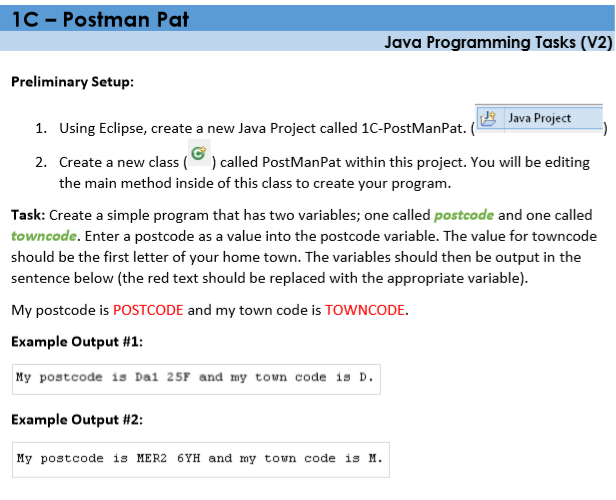 1C – Postman Pat
Java Programming Tasks (V2)
Preliminary Setup:
1. Using Eclipse, create a new Java Project called 1C-PostManPat. ( Java Project )
2. Create a new class ( C ) called PostManPat within this project. You will be editing
the main method inside of this class to create your program.
Task: Create a simple program that has two variables; one called postcode and one called
towncode. Enter a postcode as a value into the postcode variable. The value for towncode
should be the first letter of your home town. The variables should then be output in the
sentence below (the red text should be replaced with the appropriate variable).
My postcode is POSTCODE and my town code is TOWNCODE.
Example Output #1:
My postcode is Da1 25F and my town code is D.
Example Output #2:
My postcode is MER2 6YH and my town code is M.